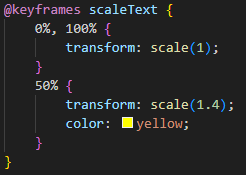 @keyframes scaleText {
    0%, 100% {
        transform: scale(1);
    }
    50% {
        transform: scale(1.4);
        color: yellow;
    }
}